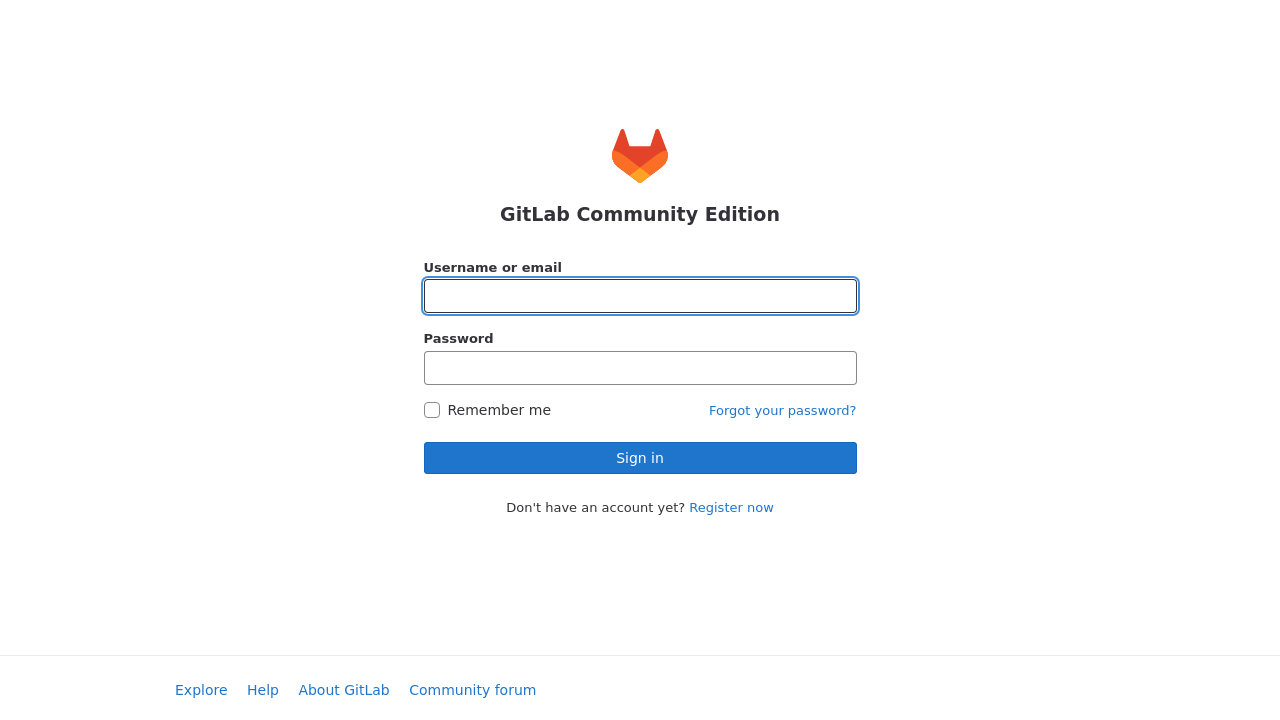 GitLab Community Edition
Username or email
Password
Remember me Forgot your password?
Sign in
Don't have an account yet? Register now
Explore Help About GitLab Community forum